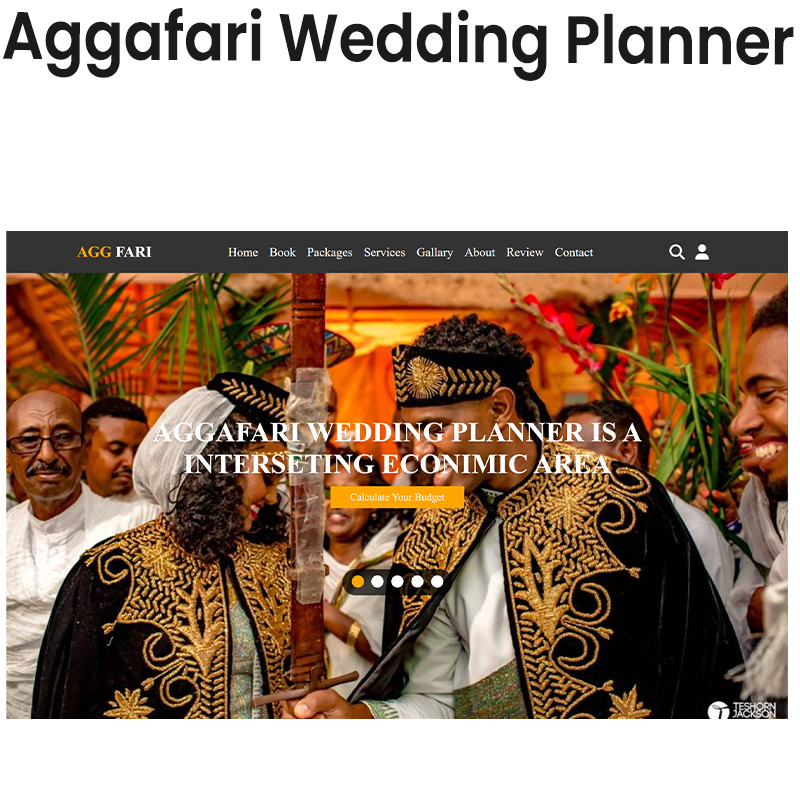 Aggafari Wedding Planner
AGG FARI Home Book Packages Services Gallary About Review Contact
AGGAFARI WEDDING PLANNER IS A
INTERSETING ECONIMIC AREA
Calculate Your Budget
TESHORN
JACKSON